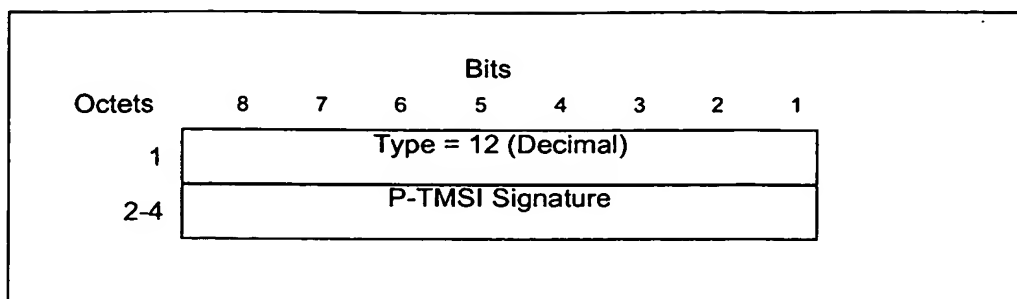 Bits
Octets 8 7 6 5 4 3 2 1
1 Type = 12 (Decimal)
2-4 P-TMSI Signature